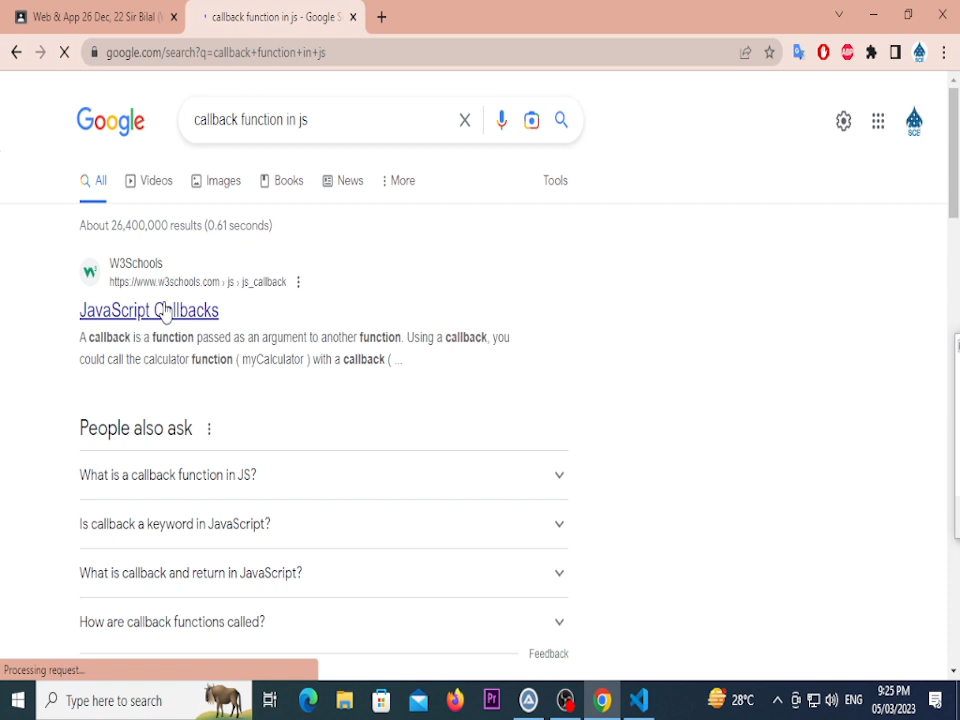 Web & App 26 Dec, 22 Sir Bilal (
callback function in js - Google S
google.com/search?q=callback+function+in+js
Google
callback function in js
SCE
All
Videos
Images
Books
News
More
Tools
About 26,400,000 results (0.61 seconds)
W3Schools
https://www.w3schools.com › js › js_callback
JavaScript Callbacks
A callback is a function passed as an argument to another function. Using a callback, you
could call the calculator function ( myCalculator ) with a callback ( ...
People also ask
What is a callback function in JS?
Is callback a keyword in JavaScript?
What is callback and return in JavaScript?
How are callback functions called?
Feedback
Processing request...
Type here to search
Pr
28°C
ENG
9:25 PM
05/03/2023